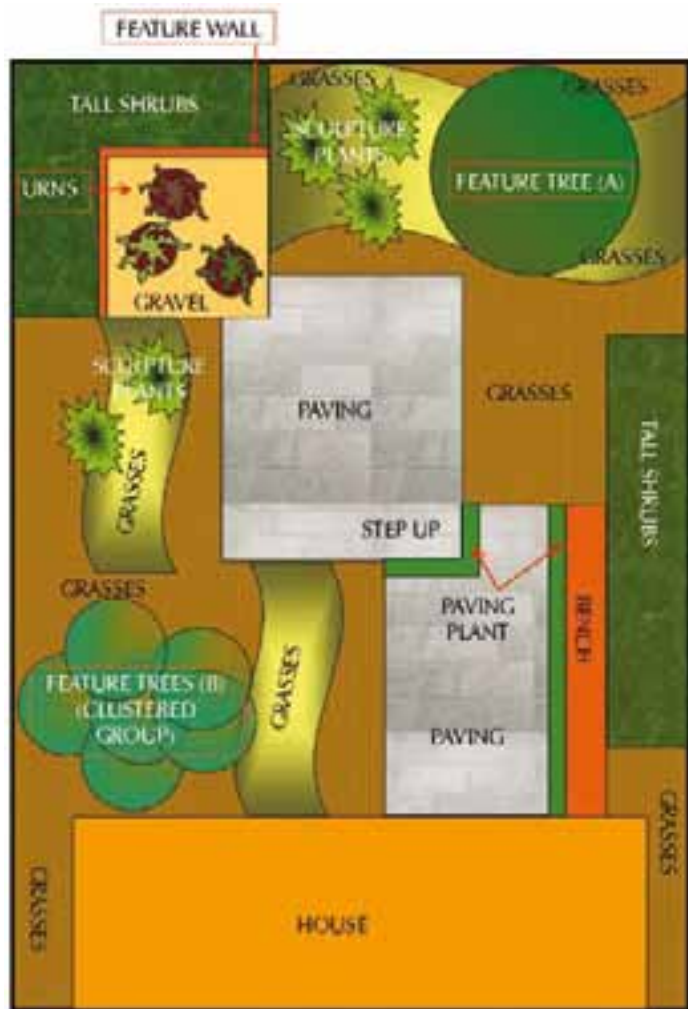 FEATURE WALL
GRASSES
GRASSES
TALL SHRUBS
SCULPTURE
PLANTS
URNS
FEATURE TREE (A)
GRASSES
GRAVEL
SCULPTURE
PLANTS
PAVING
GRASSES
TALL SHRUBS
GRASSES
STEP UP
GRASSES
PAVING
PLANT
BENCH
GRASSES
FEATURE TREES (B)
(CLUSTERED
GROUP)
PAVING
GRASSES
GRASSES
HOUSE